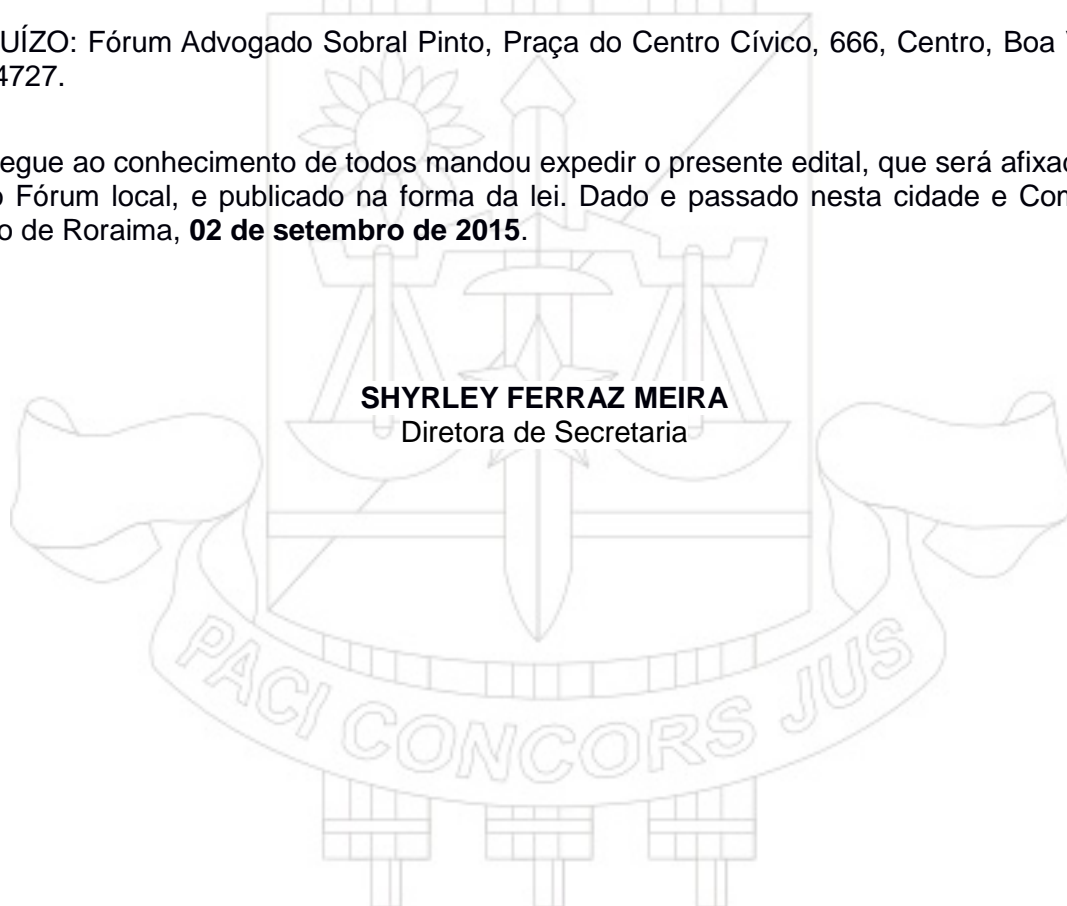 UÍZO: Fórum Advogado Sobral Pinto, Praça do Centro Cívico, 666, Centro, Boa
4727.
egue ao conhecimento de todos mandou expedir o presente edital, que será afixad
Fórum local, e publicado na forma da lei. Dado e passado nesta cidade e Con
o de Roraima, 02 de setembro de 2015.
SHYRLEY FERRAZ MEIRA
Diretora de Secretaria
PACI CONCORS JUS